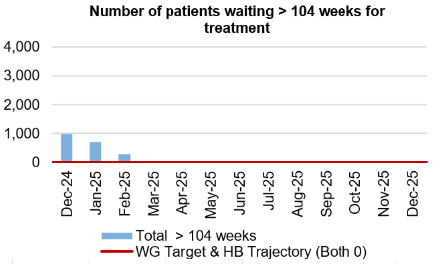 Number of patients waiting > 104 weeks for
treatment
4,000
3,000
2,000
1,000
0
Dec-24
Jan-25
Feb-25
Mar-25
Apr-25
May-25
Jun-25
Jul-25
Aug-25
Sep-25
Oct-25
Nov-25
Dec-25
Total > 104 weeks
WG Target & HB Trajectory (Both 0)